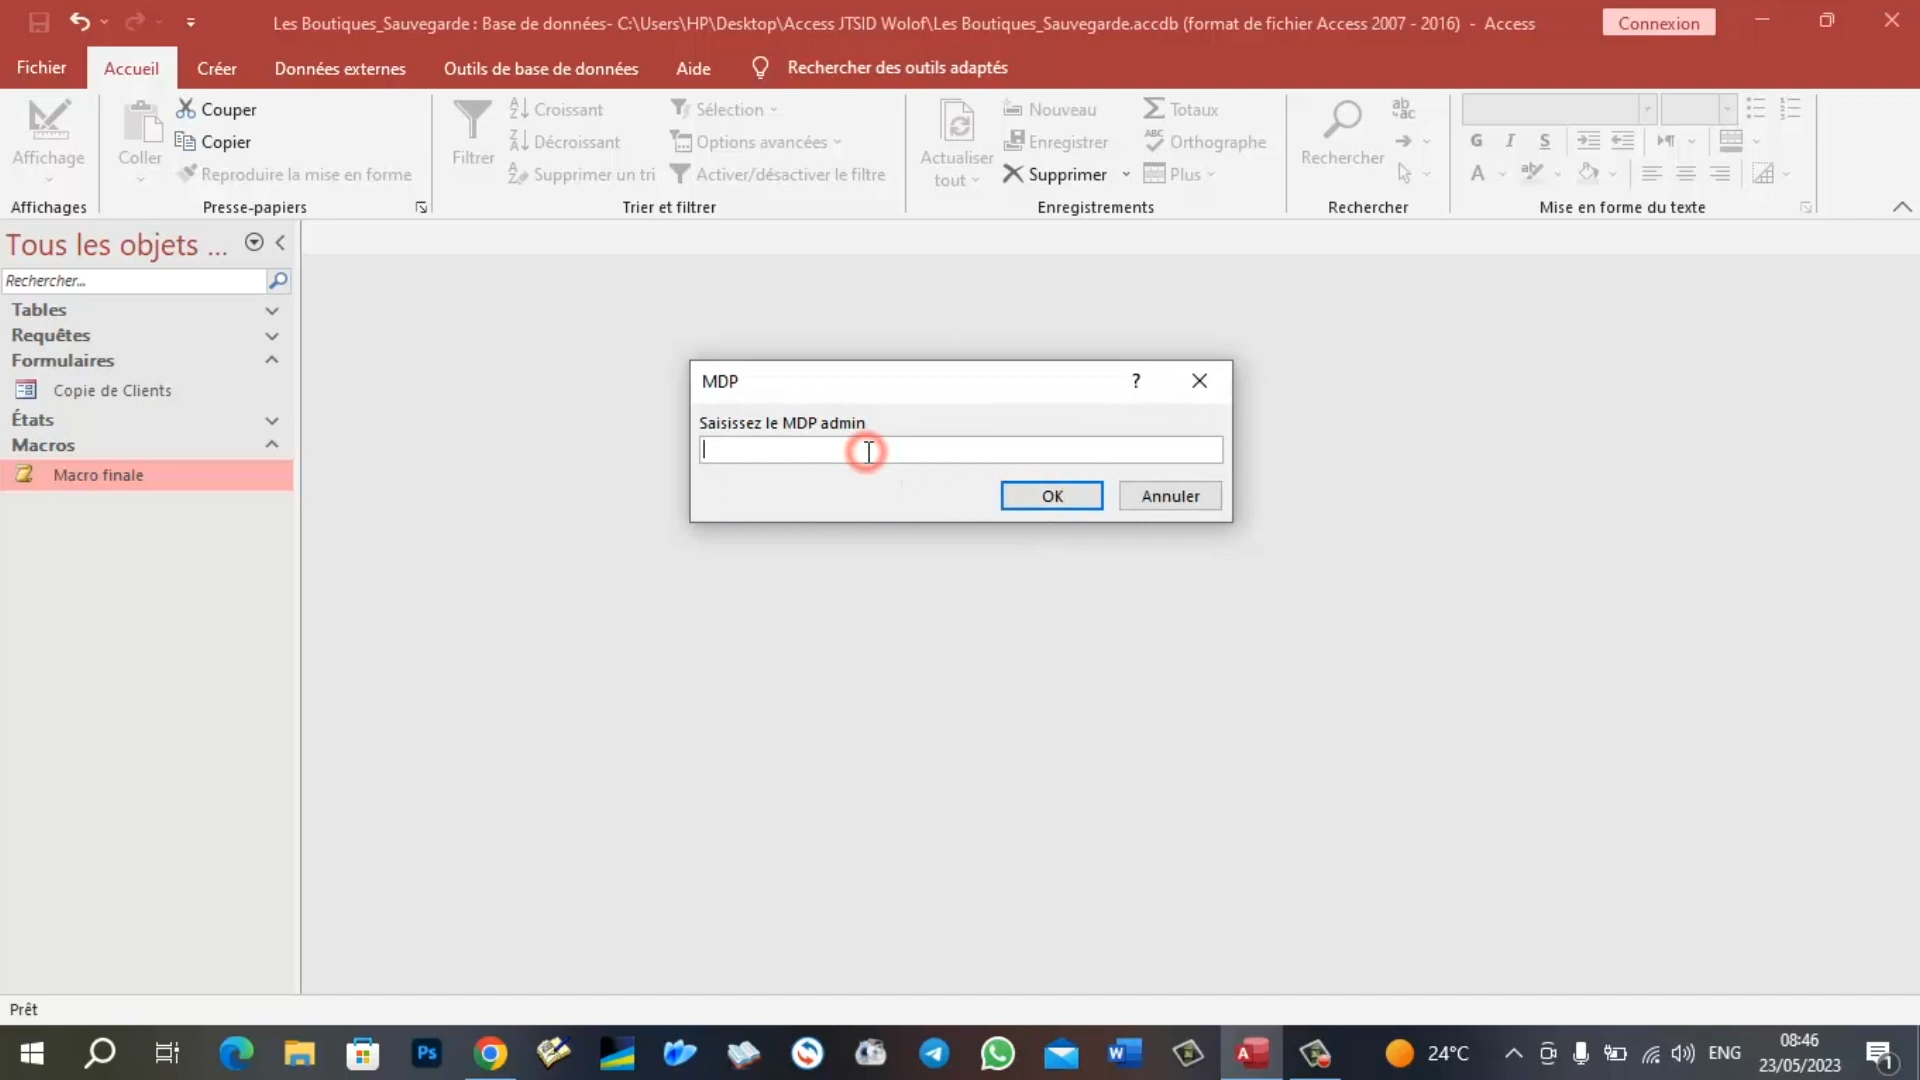 Les Boutiques_Sauvegarde : Base de données- C:\Users\HP\Desktop\Access JTSID Wolof\Les Boutiques_Sauvegarde.accdb (format de fichier Access 2007 - 2016) - Access
Connexion
Fichier
Accueil
Créer
Données externes
Outils de base de données
Aide
Rechercher des outils adaptés
Affichage
Coller
Couper
Copier
Reproduire la mise en forme
Filtrer
Croissant
Décroissant
Supprimer un tri
Sélection
Options avancées
Activer/désactiver le filtre
Actualiser
tout
Nouveau
Enregistrer
Supprimer
Totaux
Orthographe
Plus
Rechercher
G I S
A
Affichages
Presse-papiers
Trier et filtrer
Enregistrements
Rechercher
Mise en forme du texte
Tous les objets ...
Rechercher...
Tables
Requêtes
Formulaires
Copie de Clients
États
Macros
Macro finale
MDP
?
Saisissez le MDP admin
OK
Annuler
Prêt
Ps
W
A
24°C
ENG
08:46
23/05/2023
1